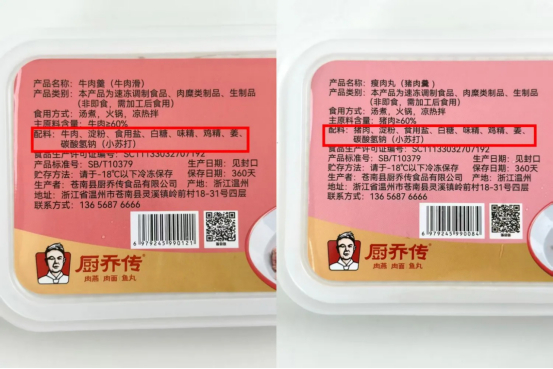 产品名称：牛肉羹（牛肉滑）
产品类别：本产品为速冻调制食品、肉糜类制品、生制品
（非即食，需加工后食用）
食用方式：汤煮，火锅，凉热拌
主原料含量：牛肉≥60%
配料：牛肉、淀粉、食用盐、白糖、味精、鸡精、姜、
碳酸氢钠（小苏打）
食品生产许可证编号：SC11133032707192
产品标准号：SB/T10379 生产日期：见封口
贮存方法：请于-18℃以下冷冻保存 保质期：360天
生产者：苍南县厨乔传食品有限公司 产地：浙江温州
地址：浙江省温州市苍南县灵溪镇岭前村18-31号四层
联系方式：136 5687 6666
6 979245 990121
厨乔传
肉燕 肉面 鱼丸
产品名称：瘦肉丸（猪肉羹）
产品类别：本产品为速冻调制食品、肉糜类制品、生制品
（非即食，需加工后食用）
食用方式：汤煮，火锅，凉热拌
主原料含量：猪肉≥60%
配料：猪肉、淀粉、食用盐、白糖、味精、鸡精、姜、
碳酸氢钠（小苏打）
食品生产许可证编号：SC11133032707192
产品标准号：SB/T10379 生产日期：见封口
贮存方法：请于-18℃以下冷冻保存 保质期：360天
生产者：苍南县厨乔传食品有限公司 产地：浙江温州
地址：浙江省温州市苍南县灵溪镇岭前村18-31号四层
联系方式：136 5687 6666
6 979245 990084
厨乔传
肉燕 肉面 鱼丸